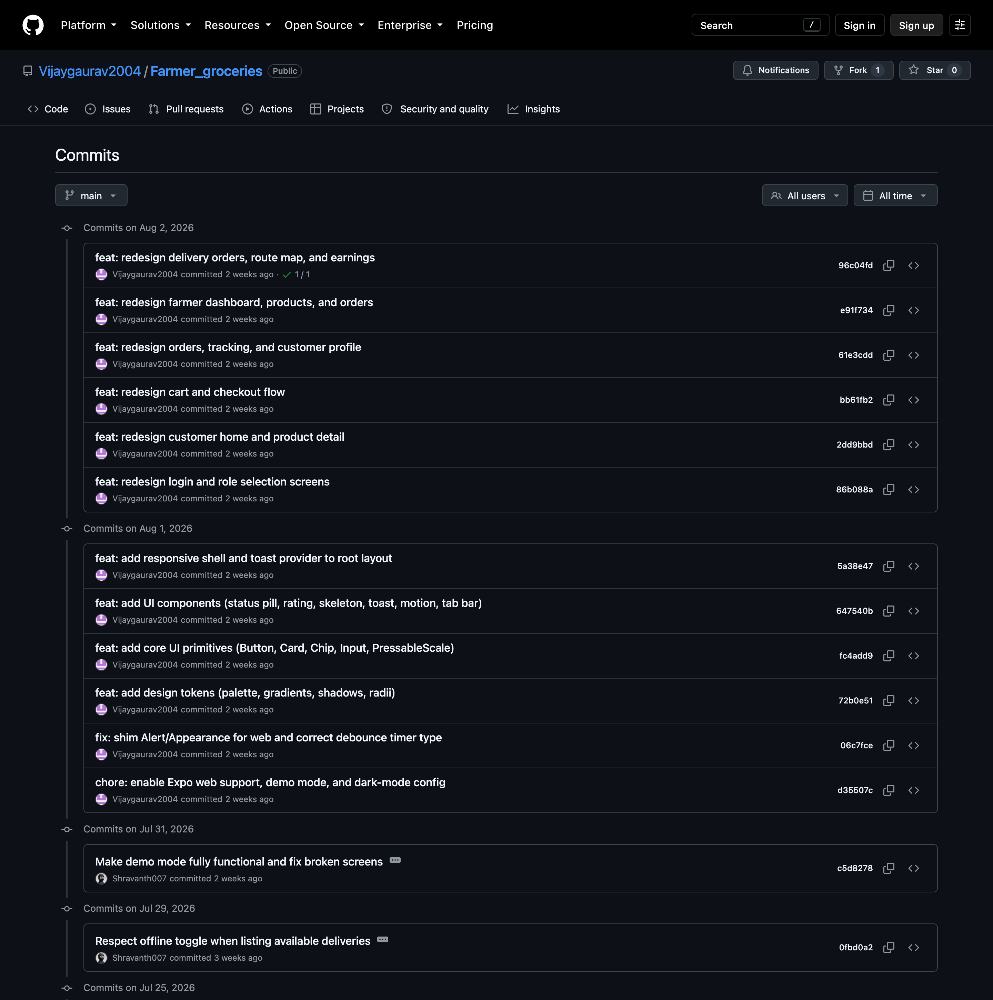 Platform Solutions Resources Open Source Enterprise Pricing Search / Sign in Sign up
Vijaygaurav2004 / Farmer_groceries Public Notifications Fork 1 Star 0
Code Issues Pull requests Actions Projects Security and quality Insights
Commits
main All users All time
Commits on Aug 2, 2026
feat: redesign delivery orders, route map, and earnings
Vijaygaurav2004 committed 2 weeks ago · 1 / 1
96c04fd
feat: redesign farmer dashboard, products, and orders
Vijaygaurav2004 committed 2 weeks ago
e91f734
feat: redesign orders, tracking, and customer profile
Vijaygaurav2004 committed 2 weeks ago
61e3cdd
feat: redesign cart and checkout flow
Vijaygaurav2004 committed 2 weeks ago
bb61fb2
feat: redesign customer home and product detail
Vijaygaurav2004 committed 2 weeks ago
2dd9bbd
feat: redesign login and role selection screens
Vijaygaurav2004 committed 2 weeks ago
86b088a
Commits on Aug 1, 2026
feat: add responsive shell and toast provider to root layout
Vijaygaurav2004 committed 2 weeks ago
5a38e47
feat: add UI components (status pill, rating, skeleton, toast, motion, tab bar)
Vijaygaurav2004 committed 2 weeks ago
647540b
feat: add core UI primitives (Button, Card, Chip, Input, PressableScale)
Vijaygaurav2004 committed 2 weeks ago
fc4add9
feat: add design tokens (palette, gradients, shadows, radii)
Vijaygaurav2004 committed 2 weeks ago
72b0e51
fix: shim Alert/Appearance for web and correct debounce timer type
Vijaygaurav2004 committed 2 weeks ago
06c7fce
chore: enable Expo web support, demo mode, and dark-mode config
Vijaygaurav2004 committed 2 weeks ago
d35507c
Commits on Jul 31, 2026
Make demo mode fully functional and fix broken screens
Shravanth007 committed 2 weeks ago
c5d8278
Commits on Jul 29, 2026
Respect offline toggle when listing available deliveries
Shravanth007 committed 3 weeks ago
0fbd0a2
Commits on Jul 25, 2026